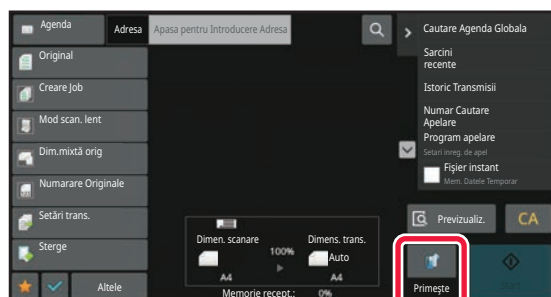 Agenda
Adresa
Apasa pentru Introducere Adresa
Original
Creare Job
Mod scan. lent
Dim.mixtă orig
Numarare Originale
Setări trans.
Sterge
Altele
Dimen. scanare
100%
Dimens. trans.
Auto
A4
A4
Memorie recept.:
0%
Cautare Agenda Globala
Sarcini
recente
Istoric Transmisii
Numar Cautare
Apelare
Program apelare
Setari inreg. de apel
Fişier instant
Mem. Datele Temporar
Previzualiz.
CA
Primește
Start